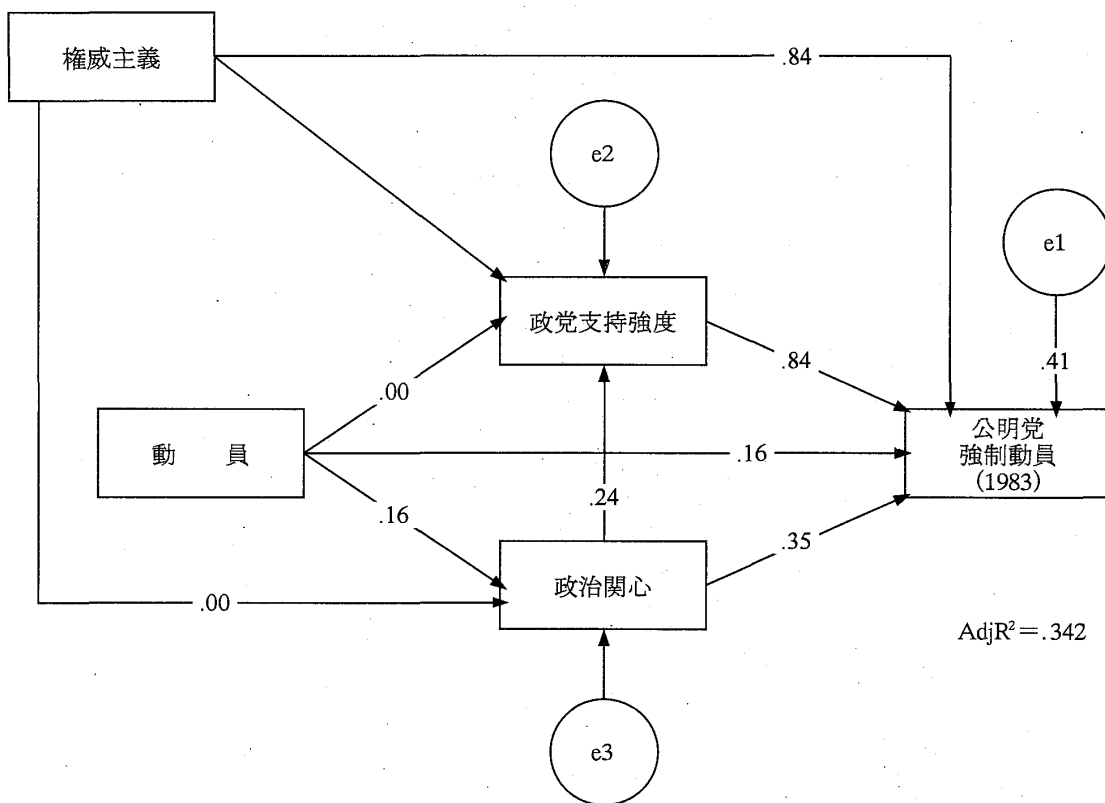 権威主義
.84
e2
e1
政党支持強度
.84
.41
.00
動 員
.16
公明党
強制動員
(1983)
.16
.24
.35
政治関心
.00
AdjR²=.342
e3